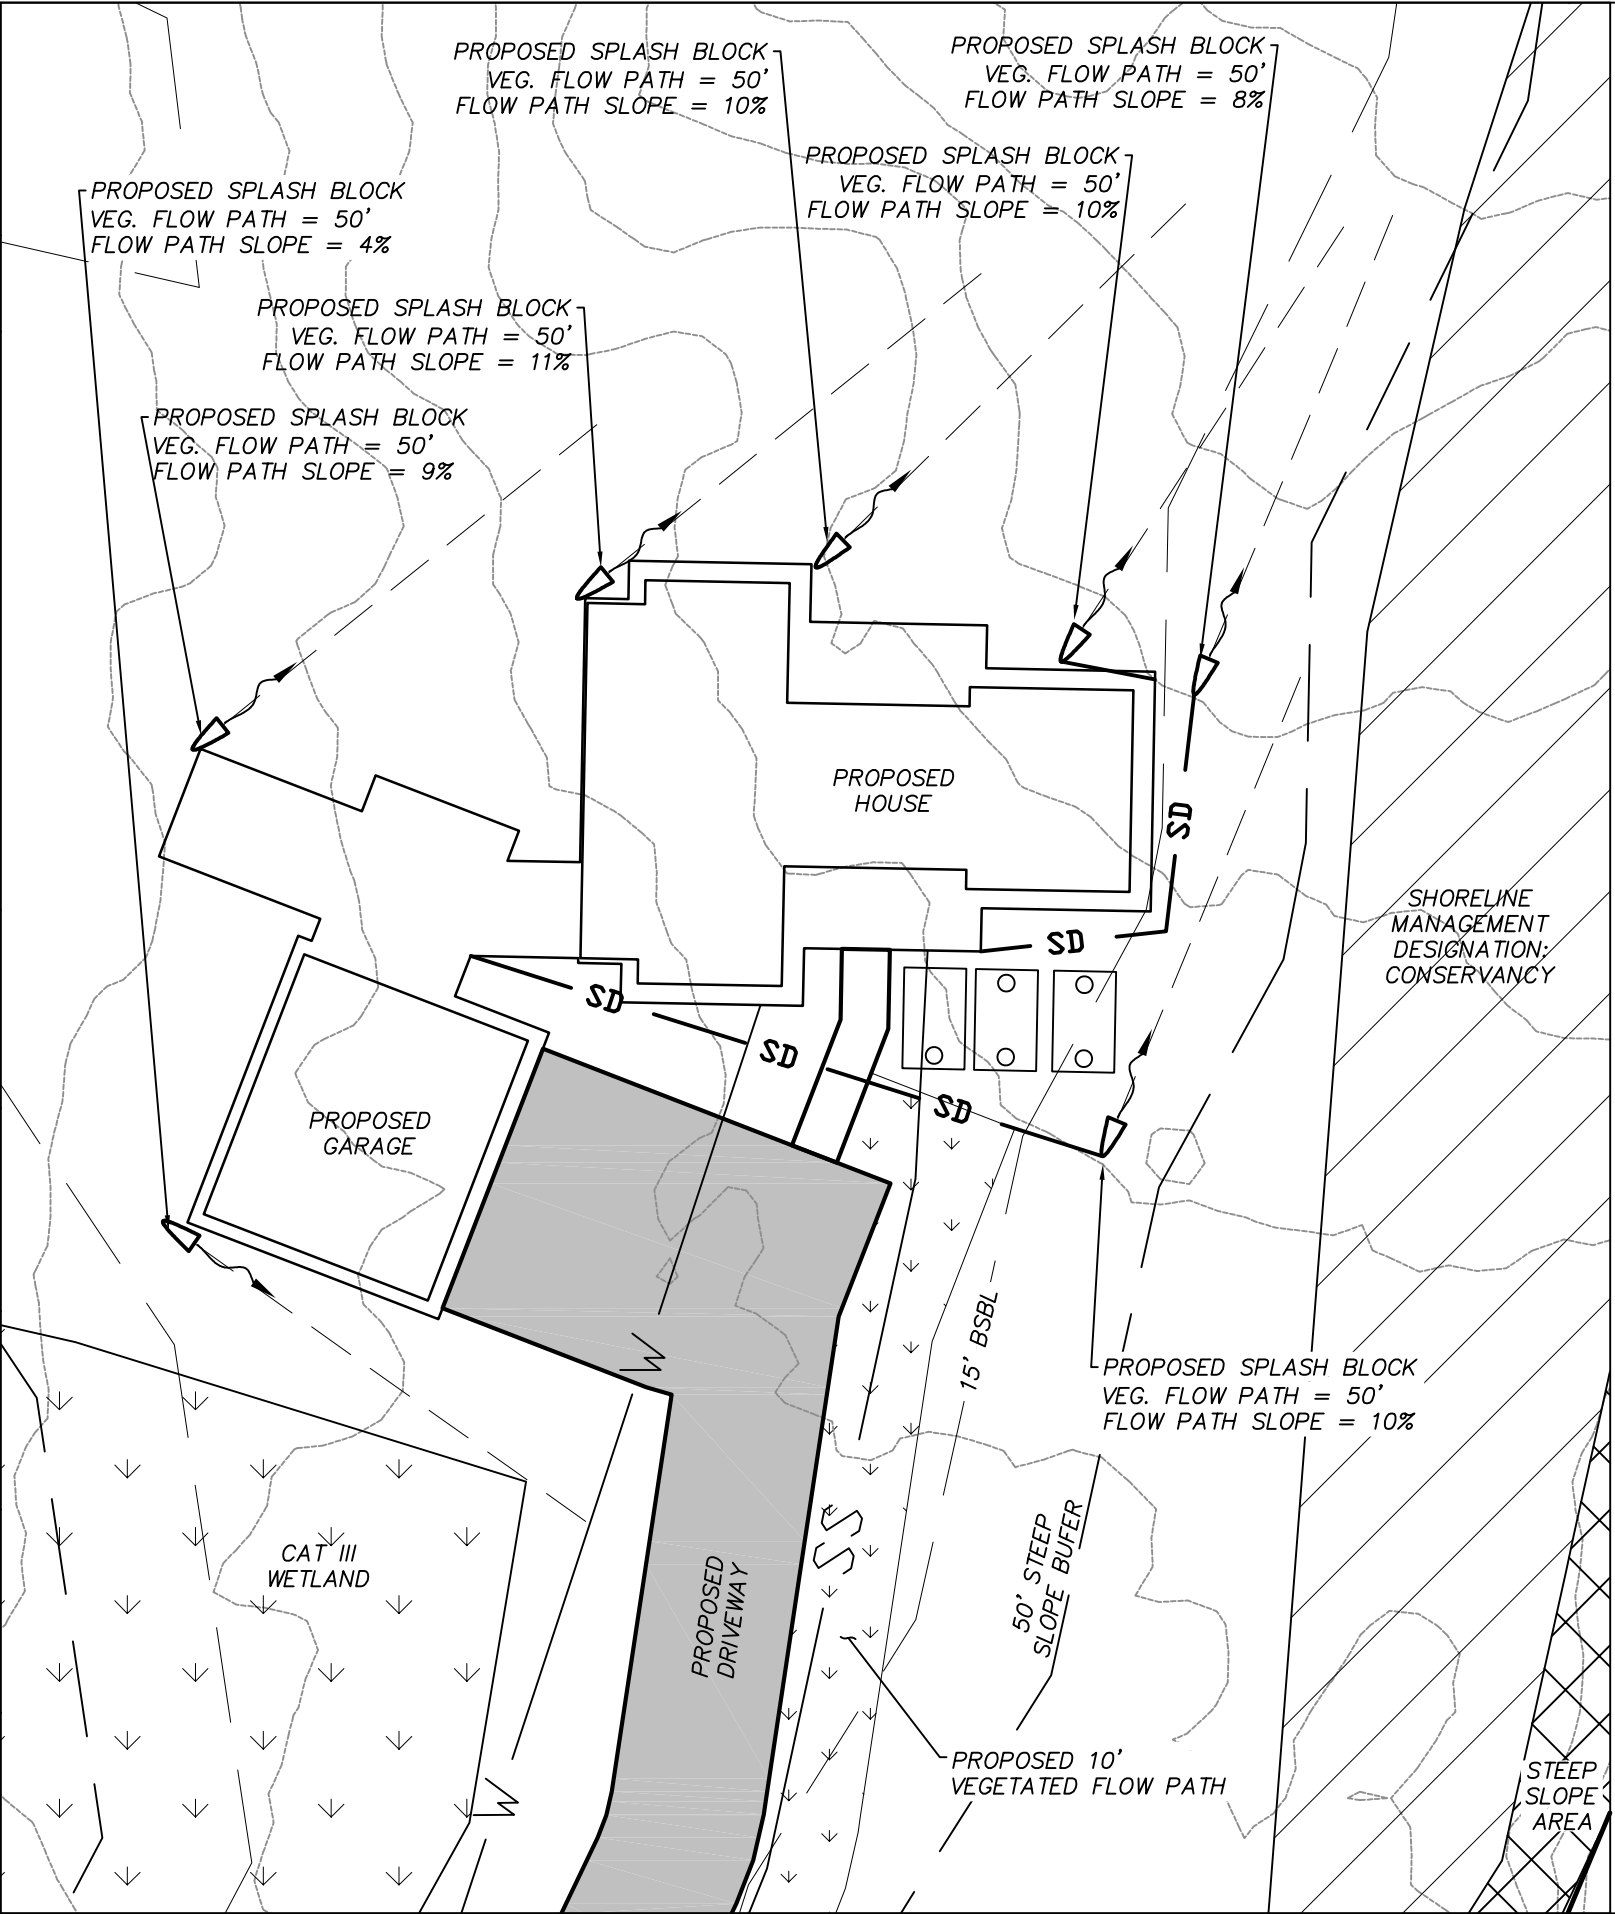 PROPOSED SPLASH BLOCK
VEG. FLOW PATH = 50'
FLOW PATH SLOPE = 10%
PROPOSED SPLASH BLOCK
VEG. FLOW PATH = 50'
FLOW PATH SLOPE = 8%
PROPOSED SPLASH BLOCK
VEG. FLOW PATH = 50'
FLOW PATH SLOPE = 10%
PROPOSED SPLASH BLOCK
VEG. FLOW PATH = 50'
FLOW PATH SLOPE = 4%
PROPOSED SPLASH BLOCK
VEG. FLOW PATH = 50'
FLOW PATH SLOPE = 11%
PROPOSED SPLASH BLOCK
VEG. FLOW PATH = 50'
FLOW PATH SLOPE = 9%
PROPOSED
HOUSE
SD
SHORELINE
MANAGEMENT
DESIGNATION:
CONSERVANCY
SD
SD
SD
SD
PROPOSED
GARAGE
W
15' BSBL
PROPOSED SPLASH BLOCK
VEG. FLOW PATH = 50'
FLOW PATH SLOPE = 10%
SS
CAT III
WETLAND
50' STEEP
SLOPE BUFER
PROPOSED
DRIVEWAY
W
PROPOSED 10'
VEGETATED FLOW PATH
STEEP
SLOPE
AREA